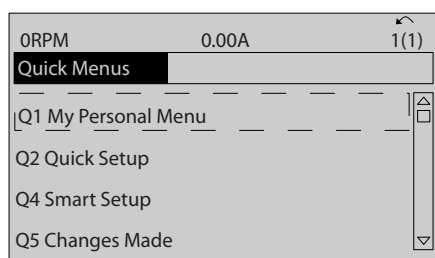 0RPM 0.00A 1(1)
Quick Menus
Q1 My Personal Menu
Q2 Quick Setup
Q4 Smart Setup
Q5 Changes Made